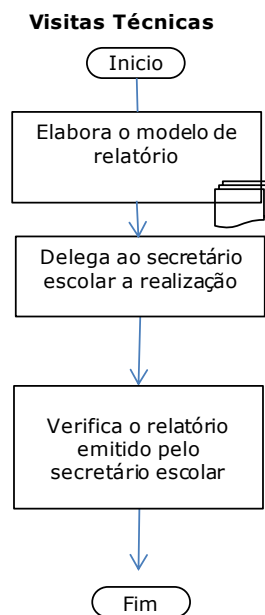 Visitas Técnicas
Inicio
Elabora o modelo de
relatório
Delega ao secretário
escolar a realização
Verifica o relatório
emitido pelo
secretário escolar
Fim